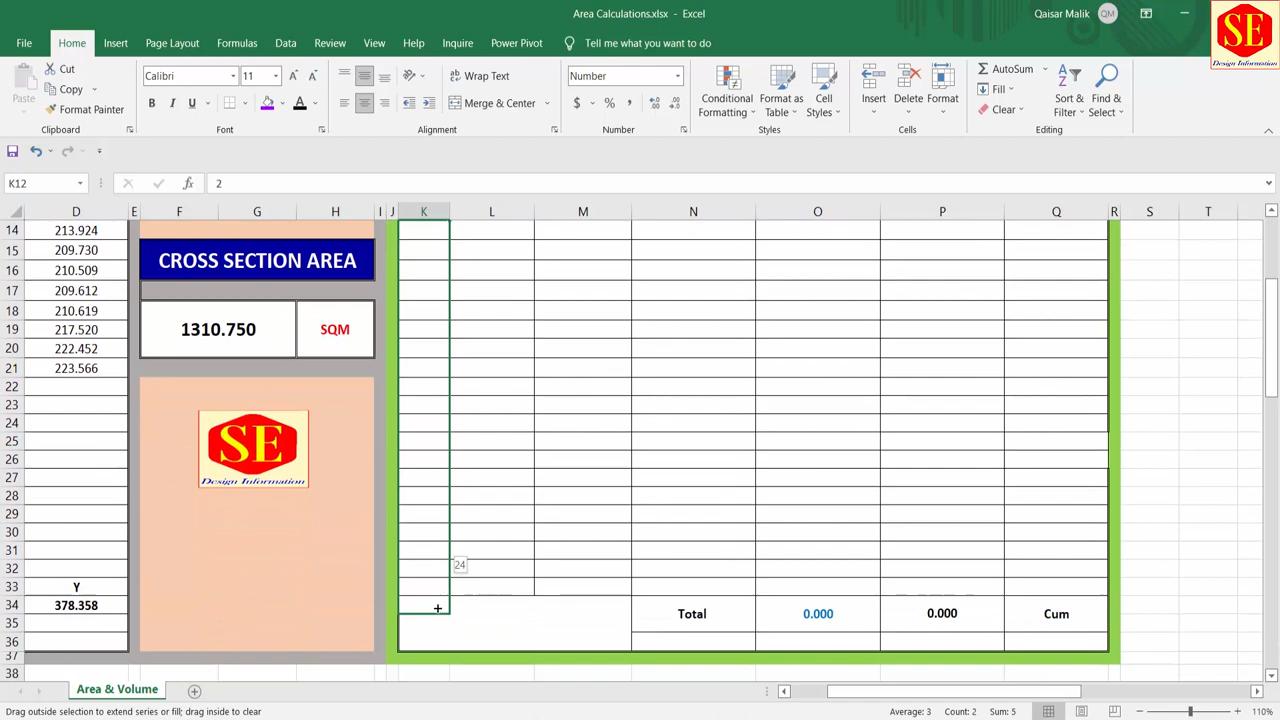 Area Calculations.xlsx - Excel
Qaisar Malik QM
SE
Design Information
File Home Insert Page Layout Formulas Data Review View Help Inquire Power Pivot Tell me what you want to do
Cut Calibri 11 Wrap Text Number AutoSum
Copy Fill
Format Painter B I U A Merge & Center $ % Clear
Paste Conditional Formatting Format as Table Cell Styles Insert Delete Format Sort & Filter Find & Select
Clipboard Font Alignment Number Styles Cells Editing
K12 fx 2
D E F G H I J K L M N O P Q R S T
14 213.924
15 209.730 CROSS SECTION AREA
16 210.509
17 209.612
18 210.619
19 217.520 1310.750 SQM
20 222.452
21 223.566
22
23
24
25 SE
26
27 Design Information
28
29
30
31
32 24
33 Y
34 378.358 Total 0.000 0.000 Cum
35
36
37
38
Area & Volume
Drag outside selection to extend series or fill; drag inside to clear Average: 3 Count: 2 Sum: 5 110%